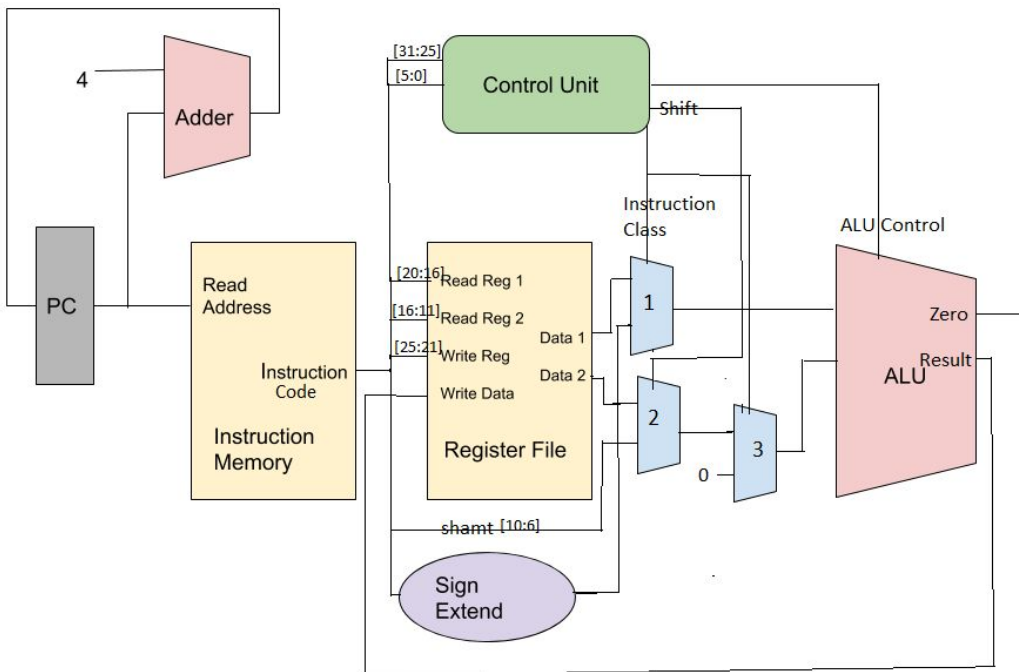 [31:25]
[5:0]
Control Unit
4
Adder
Shift
Instruction
Class
ALU Control
PC
Read
Address
Instruction
Code
Instruction
Memory
[20:16]
Read Reg 1
[16:11]
Read Reg 2
[25:21]
Write Reg
Write Data
Data 1
Data 2
Register File
1
2
3
0
Zero
Result
ALU
shamt [10:6]
Sign
Extend